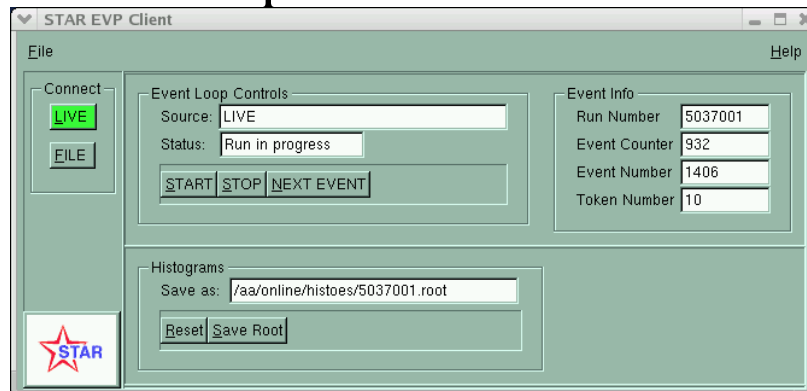 STAR EVP Client
File Help
Connect
LIVE
FILE
Event Loop Controls
Source: LIVE
Status: Run in progress
START STOP NEXT EVENT
Event Info
Run Number 5037001
Event Counter 932
Event Number 1406
Token Number 10
Histograms
Save as: /aa/online/histoes/5037001.root
Reset Save Root
STAR